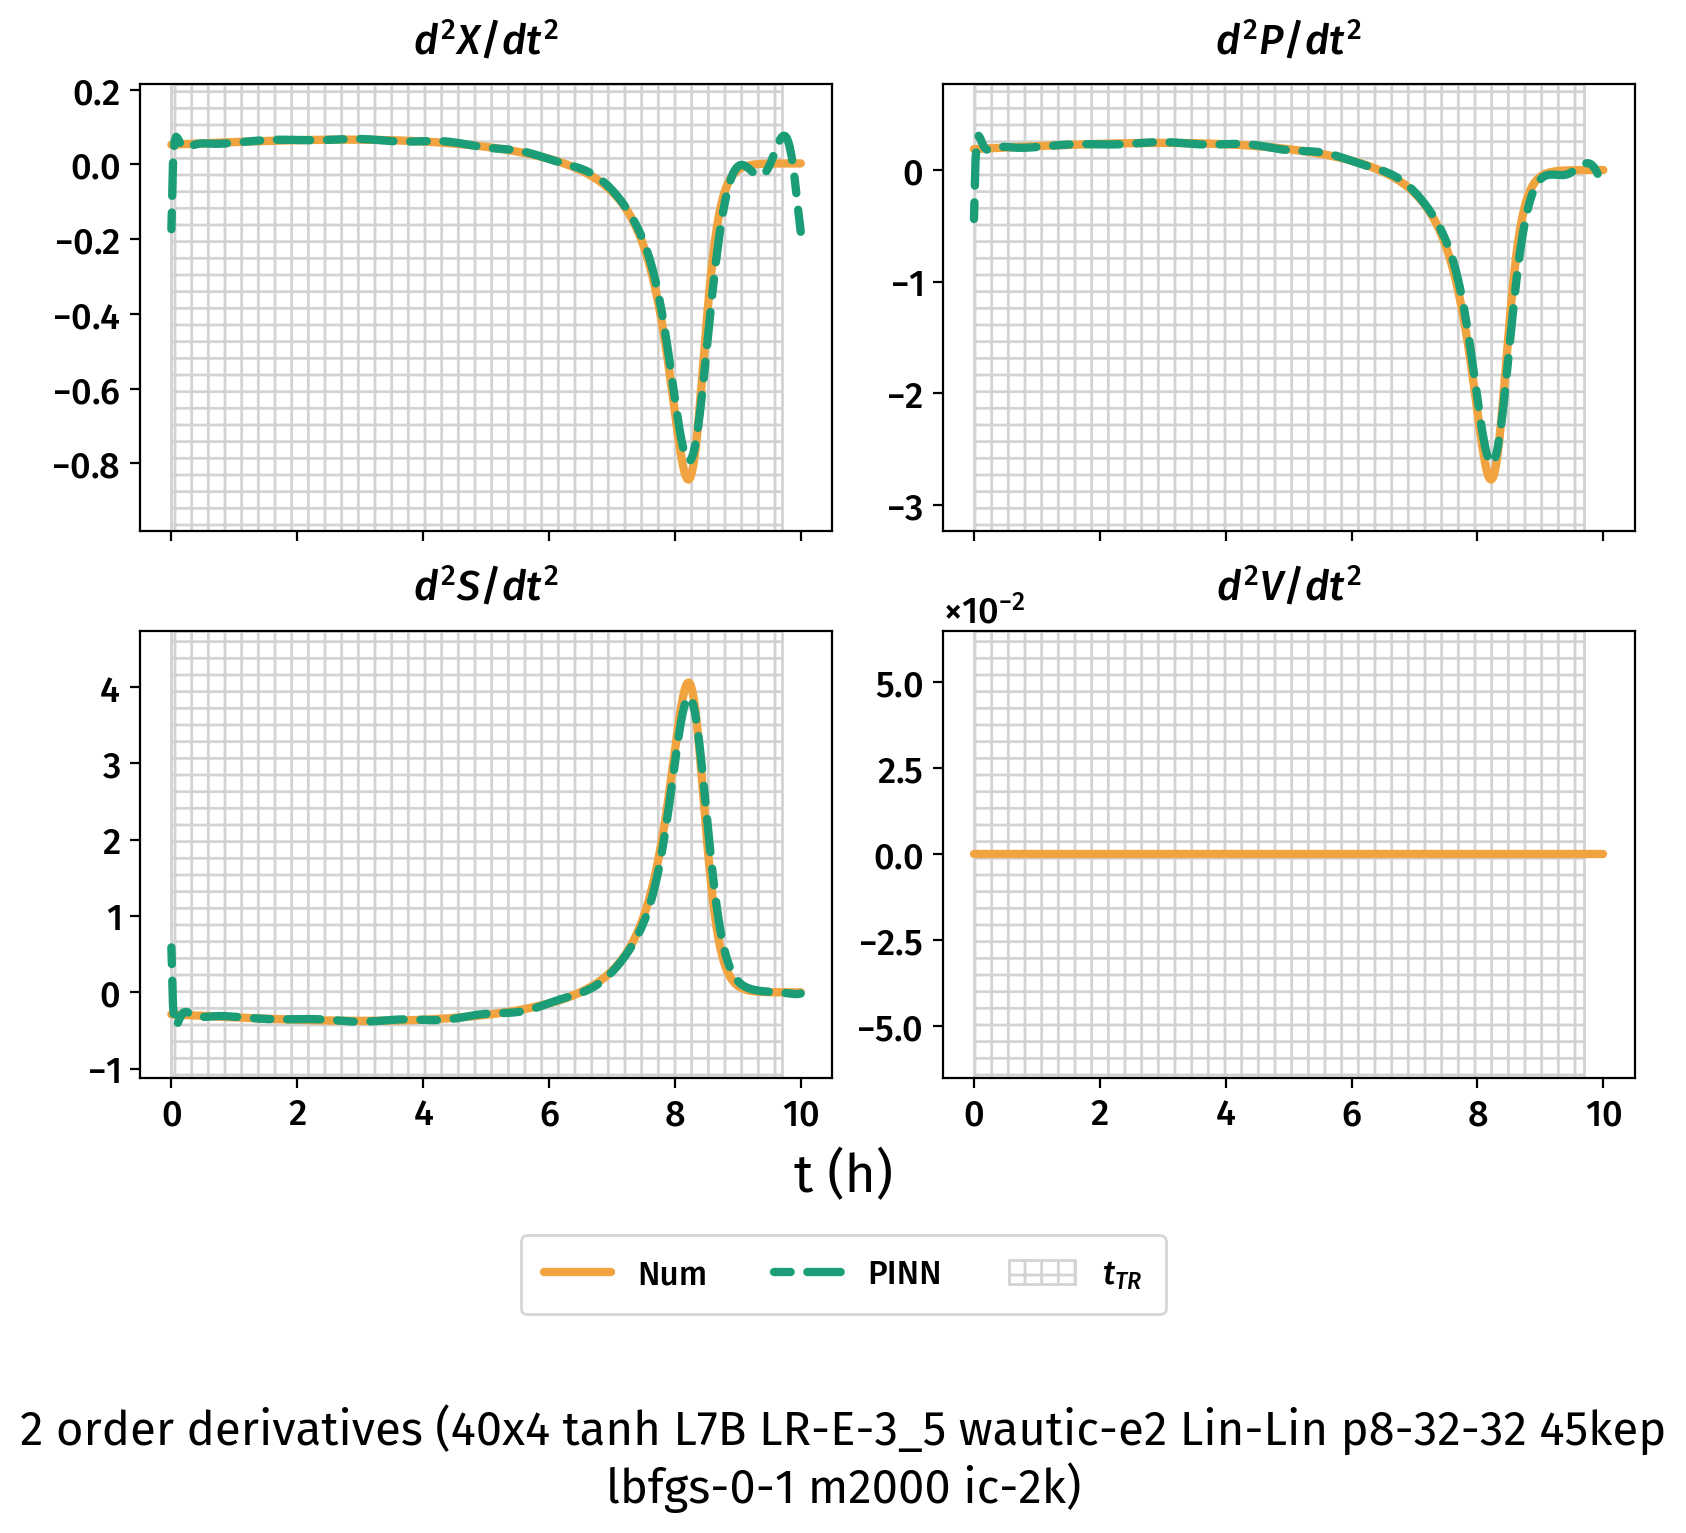 d²X/dt²
d²P/dt²
0.2
0.0
−0.2
−0.4
−0.6
−0.8
0
−1
−2
−3
d²S/dt²
d²V/dt²
×10⁻²
4
3
2
1
0
−1
5.0
2.5
0.0
−2.5
−5.0
0 2 4 6 8 10
0 2 4 6 8 10
t (h)
Num PINN t_TR
2 order derivatives (40x4 tanh L7B LR-E-3_5 wautic-e2 Lin-Lin p8-32-32 45kep
lbfgs-0-1 m2000 ic-2k)